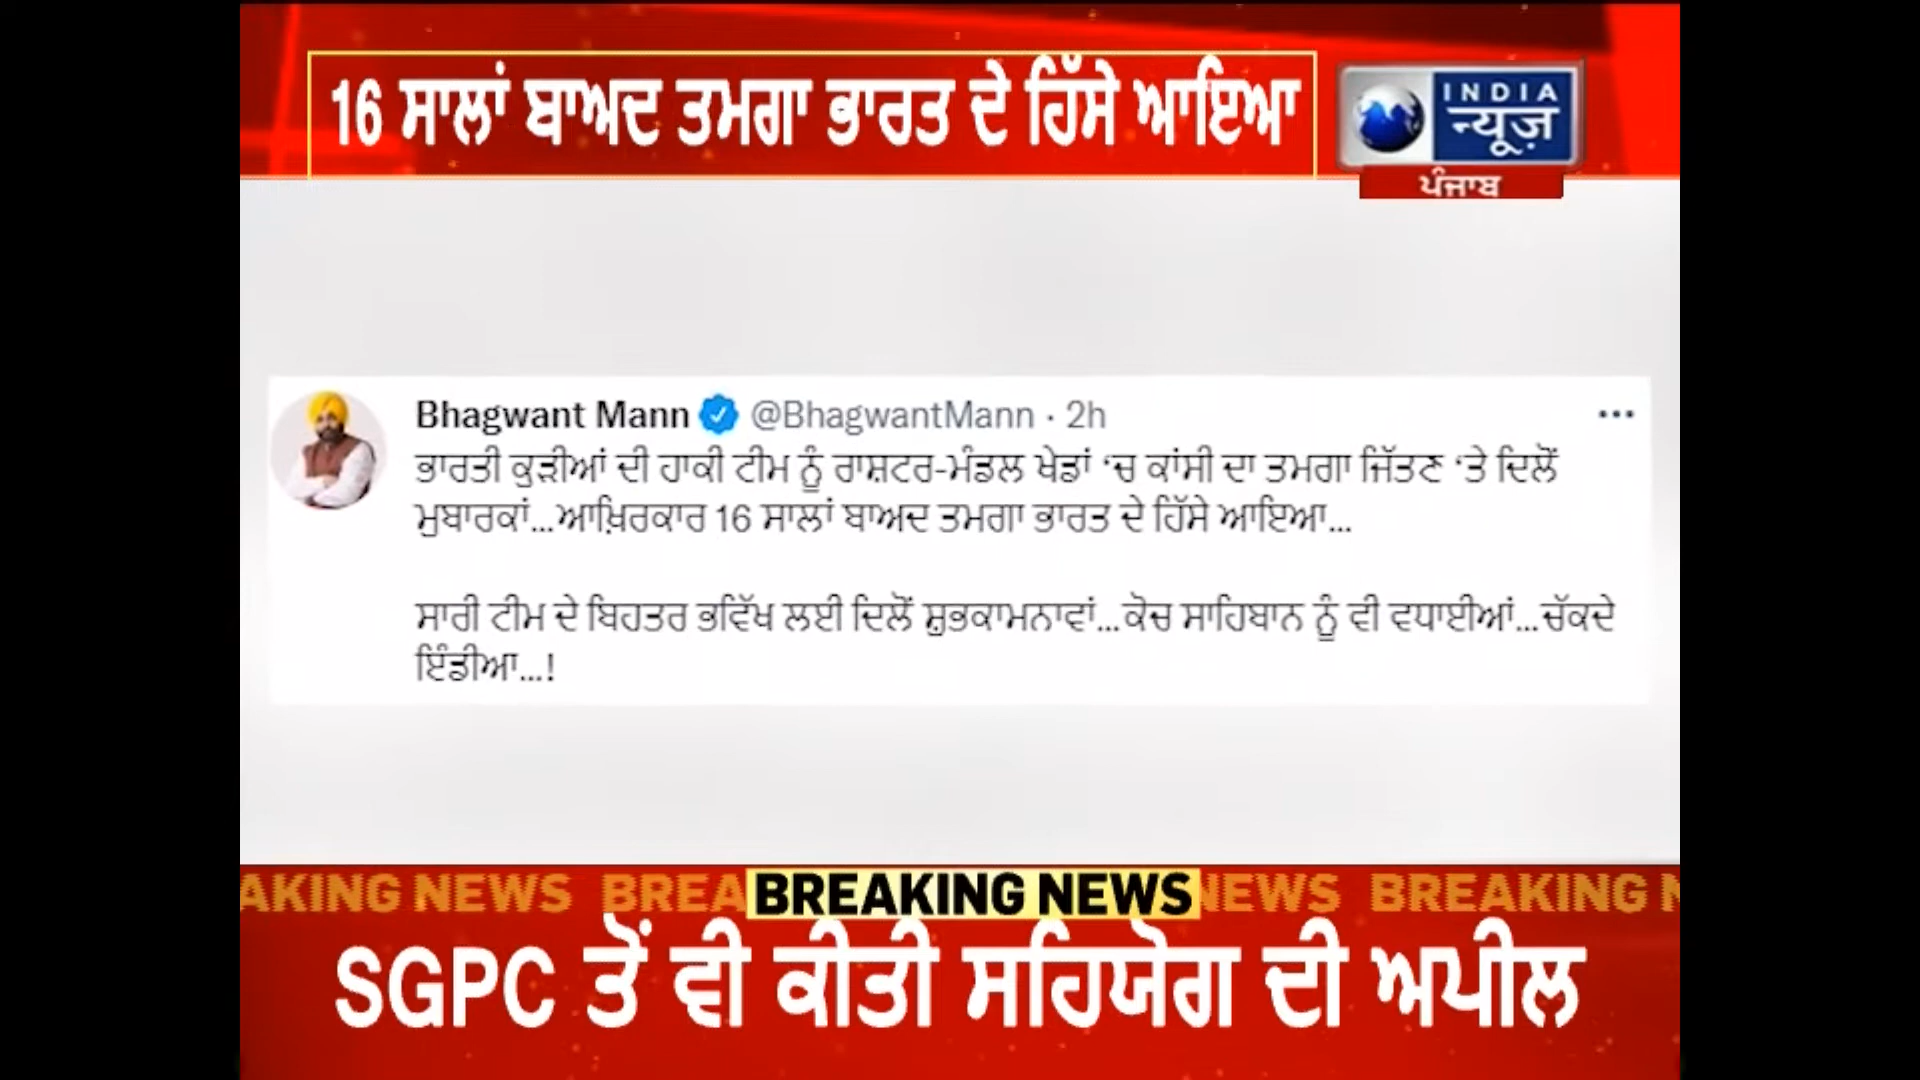 16 ਸਾਲਾਂ ਬਾਅਦ ਤਮਗਾ ਭਾਰਤ ਦੇ ਹਿੱਸੇ ਆਇਆ
INDIA
न्यूज़
ਪੰਜਾਬ
Bhagwant Mann @BhagwantMann · 2h
ਭਾਰਤੀ ਕੁੜੀਆਂ ਦੀ ਹਾਕੀ ਟੀਮ ਨੂੰ ਰਾਸ਼ਟਰ-ਮੰਡਲ ਖੇਡਾਂ ‘ਚ ਕਾਂਸੀ ਦਾ ਤਮਗਾ ਜਿੱਤਣ ‘ਤੇ ਦਿਲੋਂ
ਮੁਬਾਰਕਾਂ...ਆਖ਼ਿਰਕਾਰ 16 ਸਾਲਾਂ ਬਾਅਦ ਤਮਗਾ ਭਾਰਤ ਦੇ ਹਿੱਸੇ ਆਇਆ...
ਸਾਰੀ ਟੀਮ ਦੇ ਬਿਹਤਰ ਭਵਿੱਖ ਲਈ ਦਿਲੋਂ ਸ਼ੁਭਕਾਮਨਾਵਾਂ...ਕੋਚ ਸਾਹਿਬਾਨ ਨੂੰ ਵੀ ਵਧਾਈਆਂ...ਚੱਕਦੇ
ਇੰਡੀਆ...!
AKING NEWS BREA BREAKING NEWS NEWS BREAKING N
SGPC ਤੋਂ ਵੀ ਕੀਤੀ ਸਹਿਯੋਗ ਦੀ ਅਪੀਲ